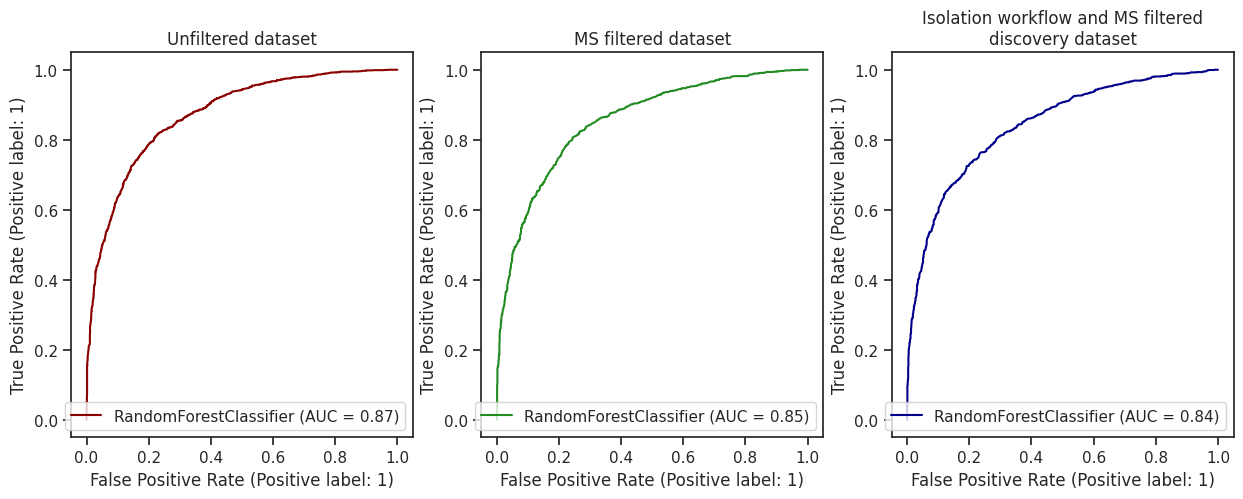 Unfiltered dataset
True Positive Rate (Positive label: 1)
1.0
0.8
0.6
0.4
0.2
0.0
RandomForestClassifier (AUC = 0.87)
0.0 0.2 0.4 0.6 0.8 1.0
False Positive Rate (Positive label: 1)
MS filtered dataset
True Positive Rate (Positive label: 1)
1.0
0.8
0.6
0.4
0.2
0.0
RandomForestClassifier (AUC = 0.85)
0.0 0.2 0.4 0.6 0.8 1.0
False Positive Rate (Positive label: 1)
Isolation workflow and MS filtered
discovery dataset
True Positive Rate (Positive label: 1)
1.0
0.8
0.6
0.4
0.2
0.0
RandomForestClassifier (AUC = 0.84)
0.0 0.2 0.4 0.6 0.8 1.0
False Positive Rate (Positive label: 1)